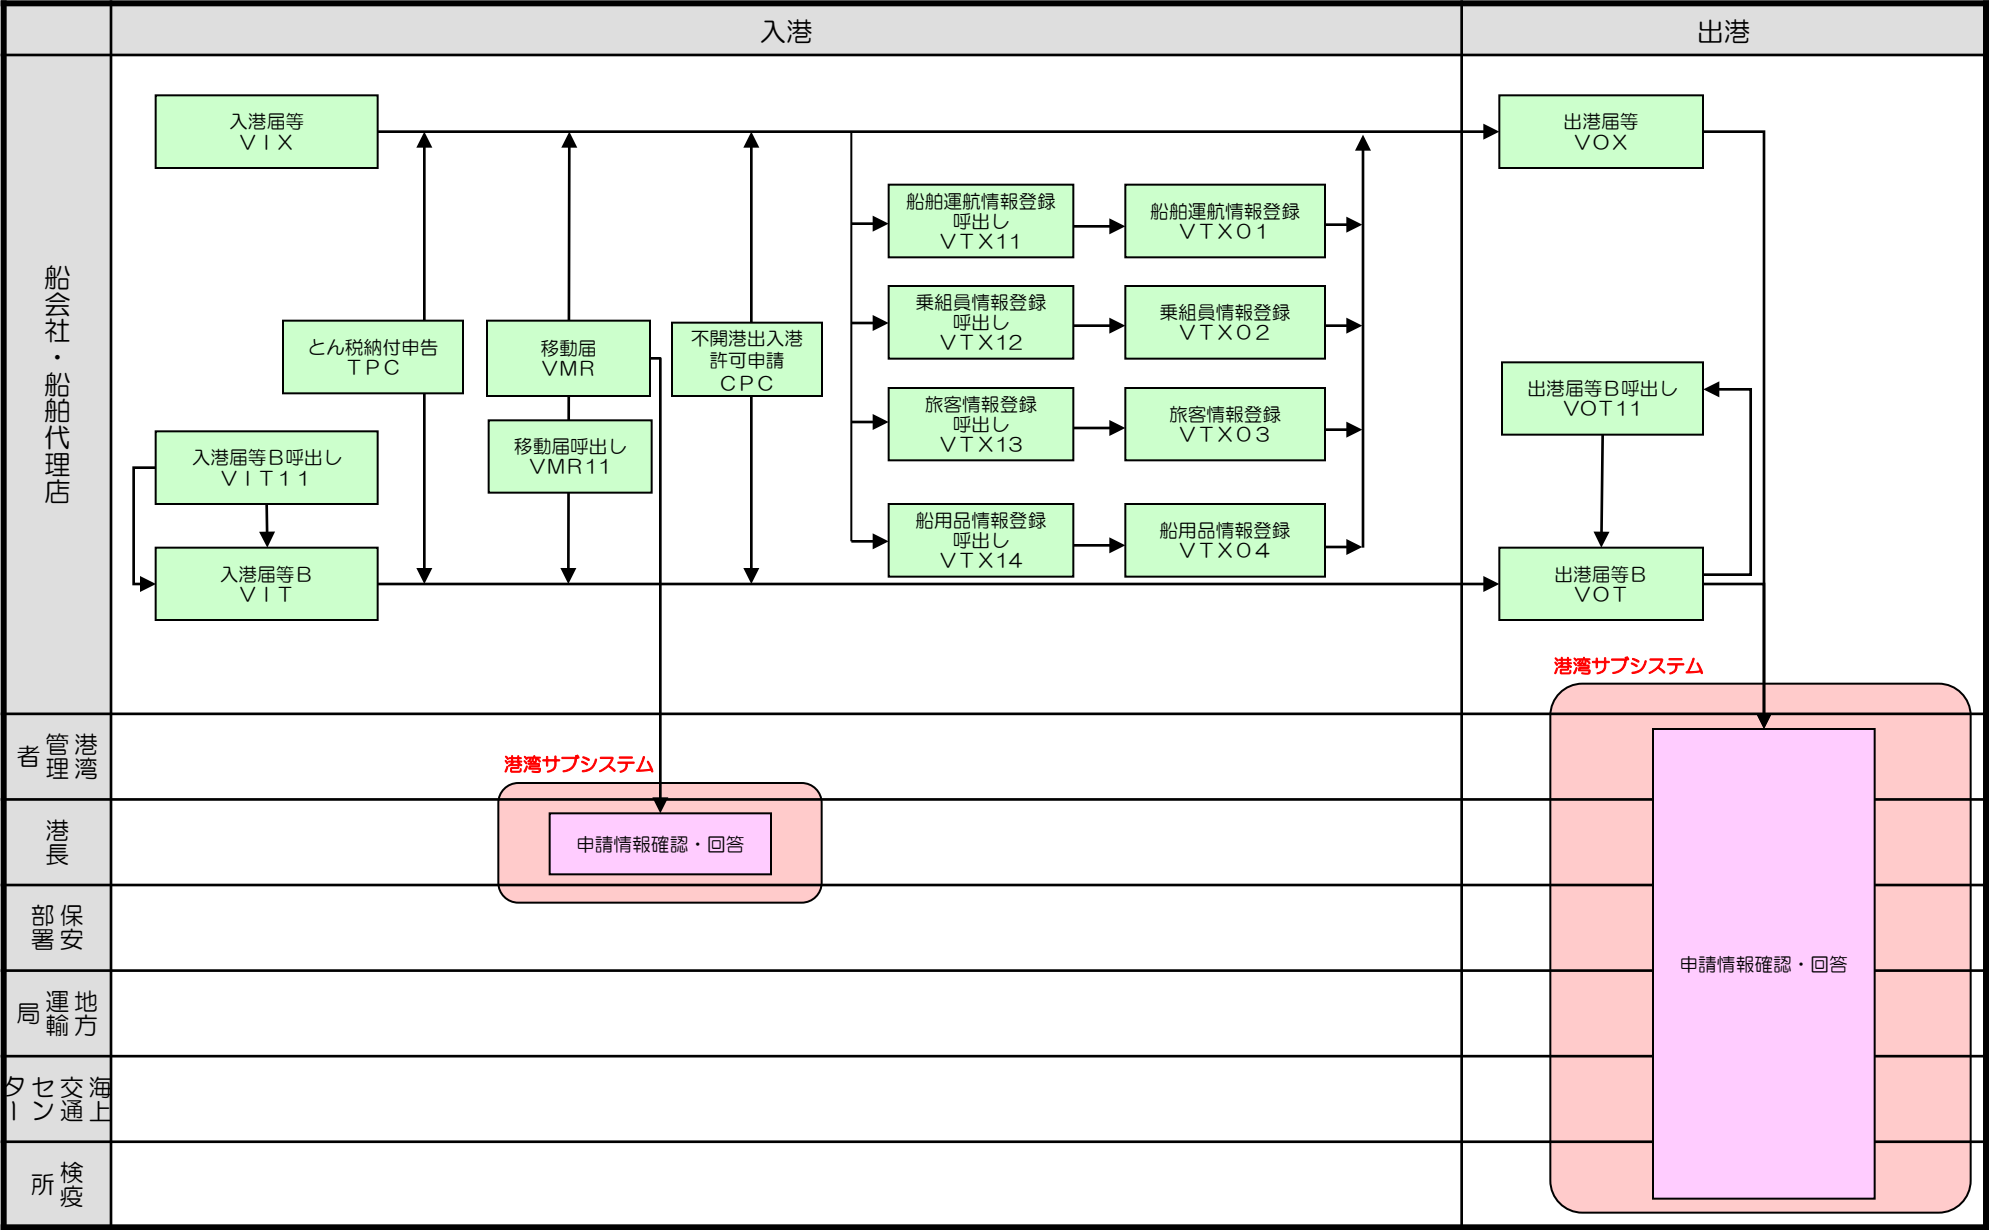 入港
出港
船会社・船舶代理店
入港届等
ＶＩＸ
出港届等
ＶＯＸ
船舶運航情報登録
呼出し
ＶＴＸ11
船舶運航情報登録
ＶＴＸ０１
乗組員情報登録
呼出し
ＶＴＸ12
乗組員情報登録
ＶＴＸ０２
とん税納付申告
ＴＰＣ
移動届
VMR
不開港出入港
許可申請
ＣＰＣ
旅客情報登録
呼出し
ＶＴＸ13
旅客情報登録
ＶＴＸ０３
出港届等Ｂ呼出し
ＶＯＴ11
入港届等Ｂ呼出し
ＶＩＴ１１
移動届呼出し
VMR11
船用品情報登録
呼出し
ＶＴＸ14
船用品情報登録
ＶＴＸ０４
入港届等Ｂ
ＶＩＴ
出港届等Ｂ
ＶＯＴ
港湾サブシステム
港湾
管理
者
港湾サブシステム
港長
申請情報確認・回答
保安
部署
申請情報確認・回答
地方
運輸
局
海上
交通
セン
ター
検疫
所